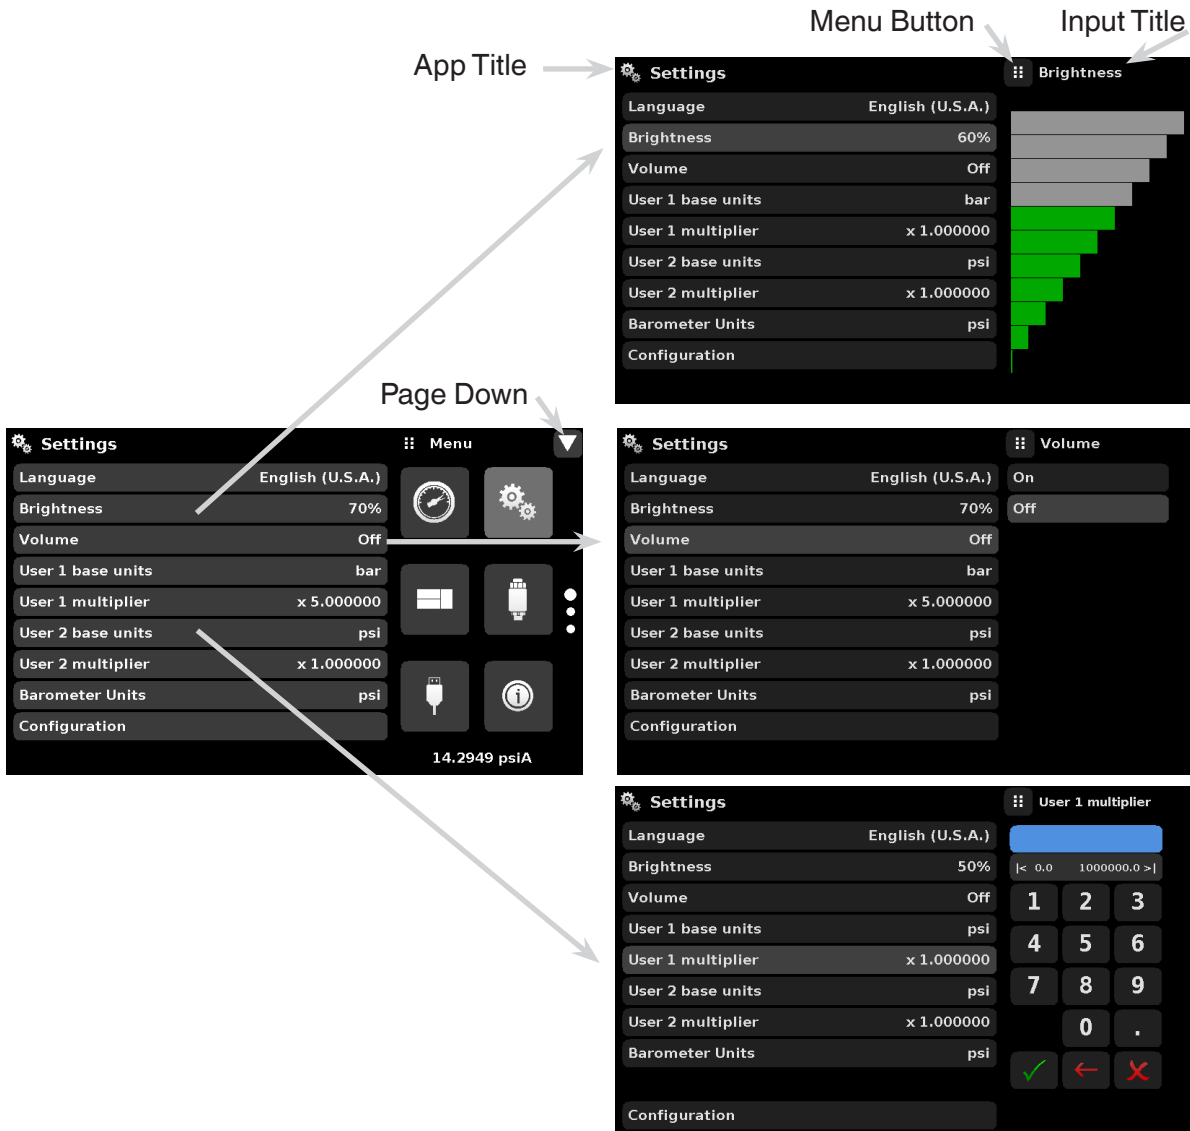 Menu Button
Input Title
App Title
Settings
Brightness
Language English (U.S.A.)
Brightness 60%
Volume Off
User 1 base units bar
User 1 multiplier x 1.000000
User 2 base units psi
User 2 multiplier x 1.000000
Barometer Units psi
Configuration
Page Down
Settings
Menu
Language English (U.S.A.)
Brightness 70%
Volume Off
User 1 base units bar
User 1 multiplier x 5.000000
User 2 base units psi
User 2 multiplier x 1.000000
Barometer Units psi
Configuration
14.2949 psiA
Settings
Volume
Language English (U.S.A.)
Brightness 70%
Volume Off
User 1 base units bar
User 1 multiplier x 5.000000
User 2 base units psi
User 2 multiplier x 1.000000
Barometer Units psi
Configuration
On
Off
Settings
User 1 multiplier
Language English (U.S.A.)
Brightness 50%
Volume Off
User 1 base units psi
User 1 multiplier x 1.000000
User 2 base units psi
User 2 multiplier x 1.000000
Barometer Units psi
Configuration
|< 0.0 1000000.0 >|
1 2 3
4 5 6
7 8 9
0 .